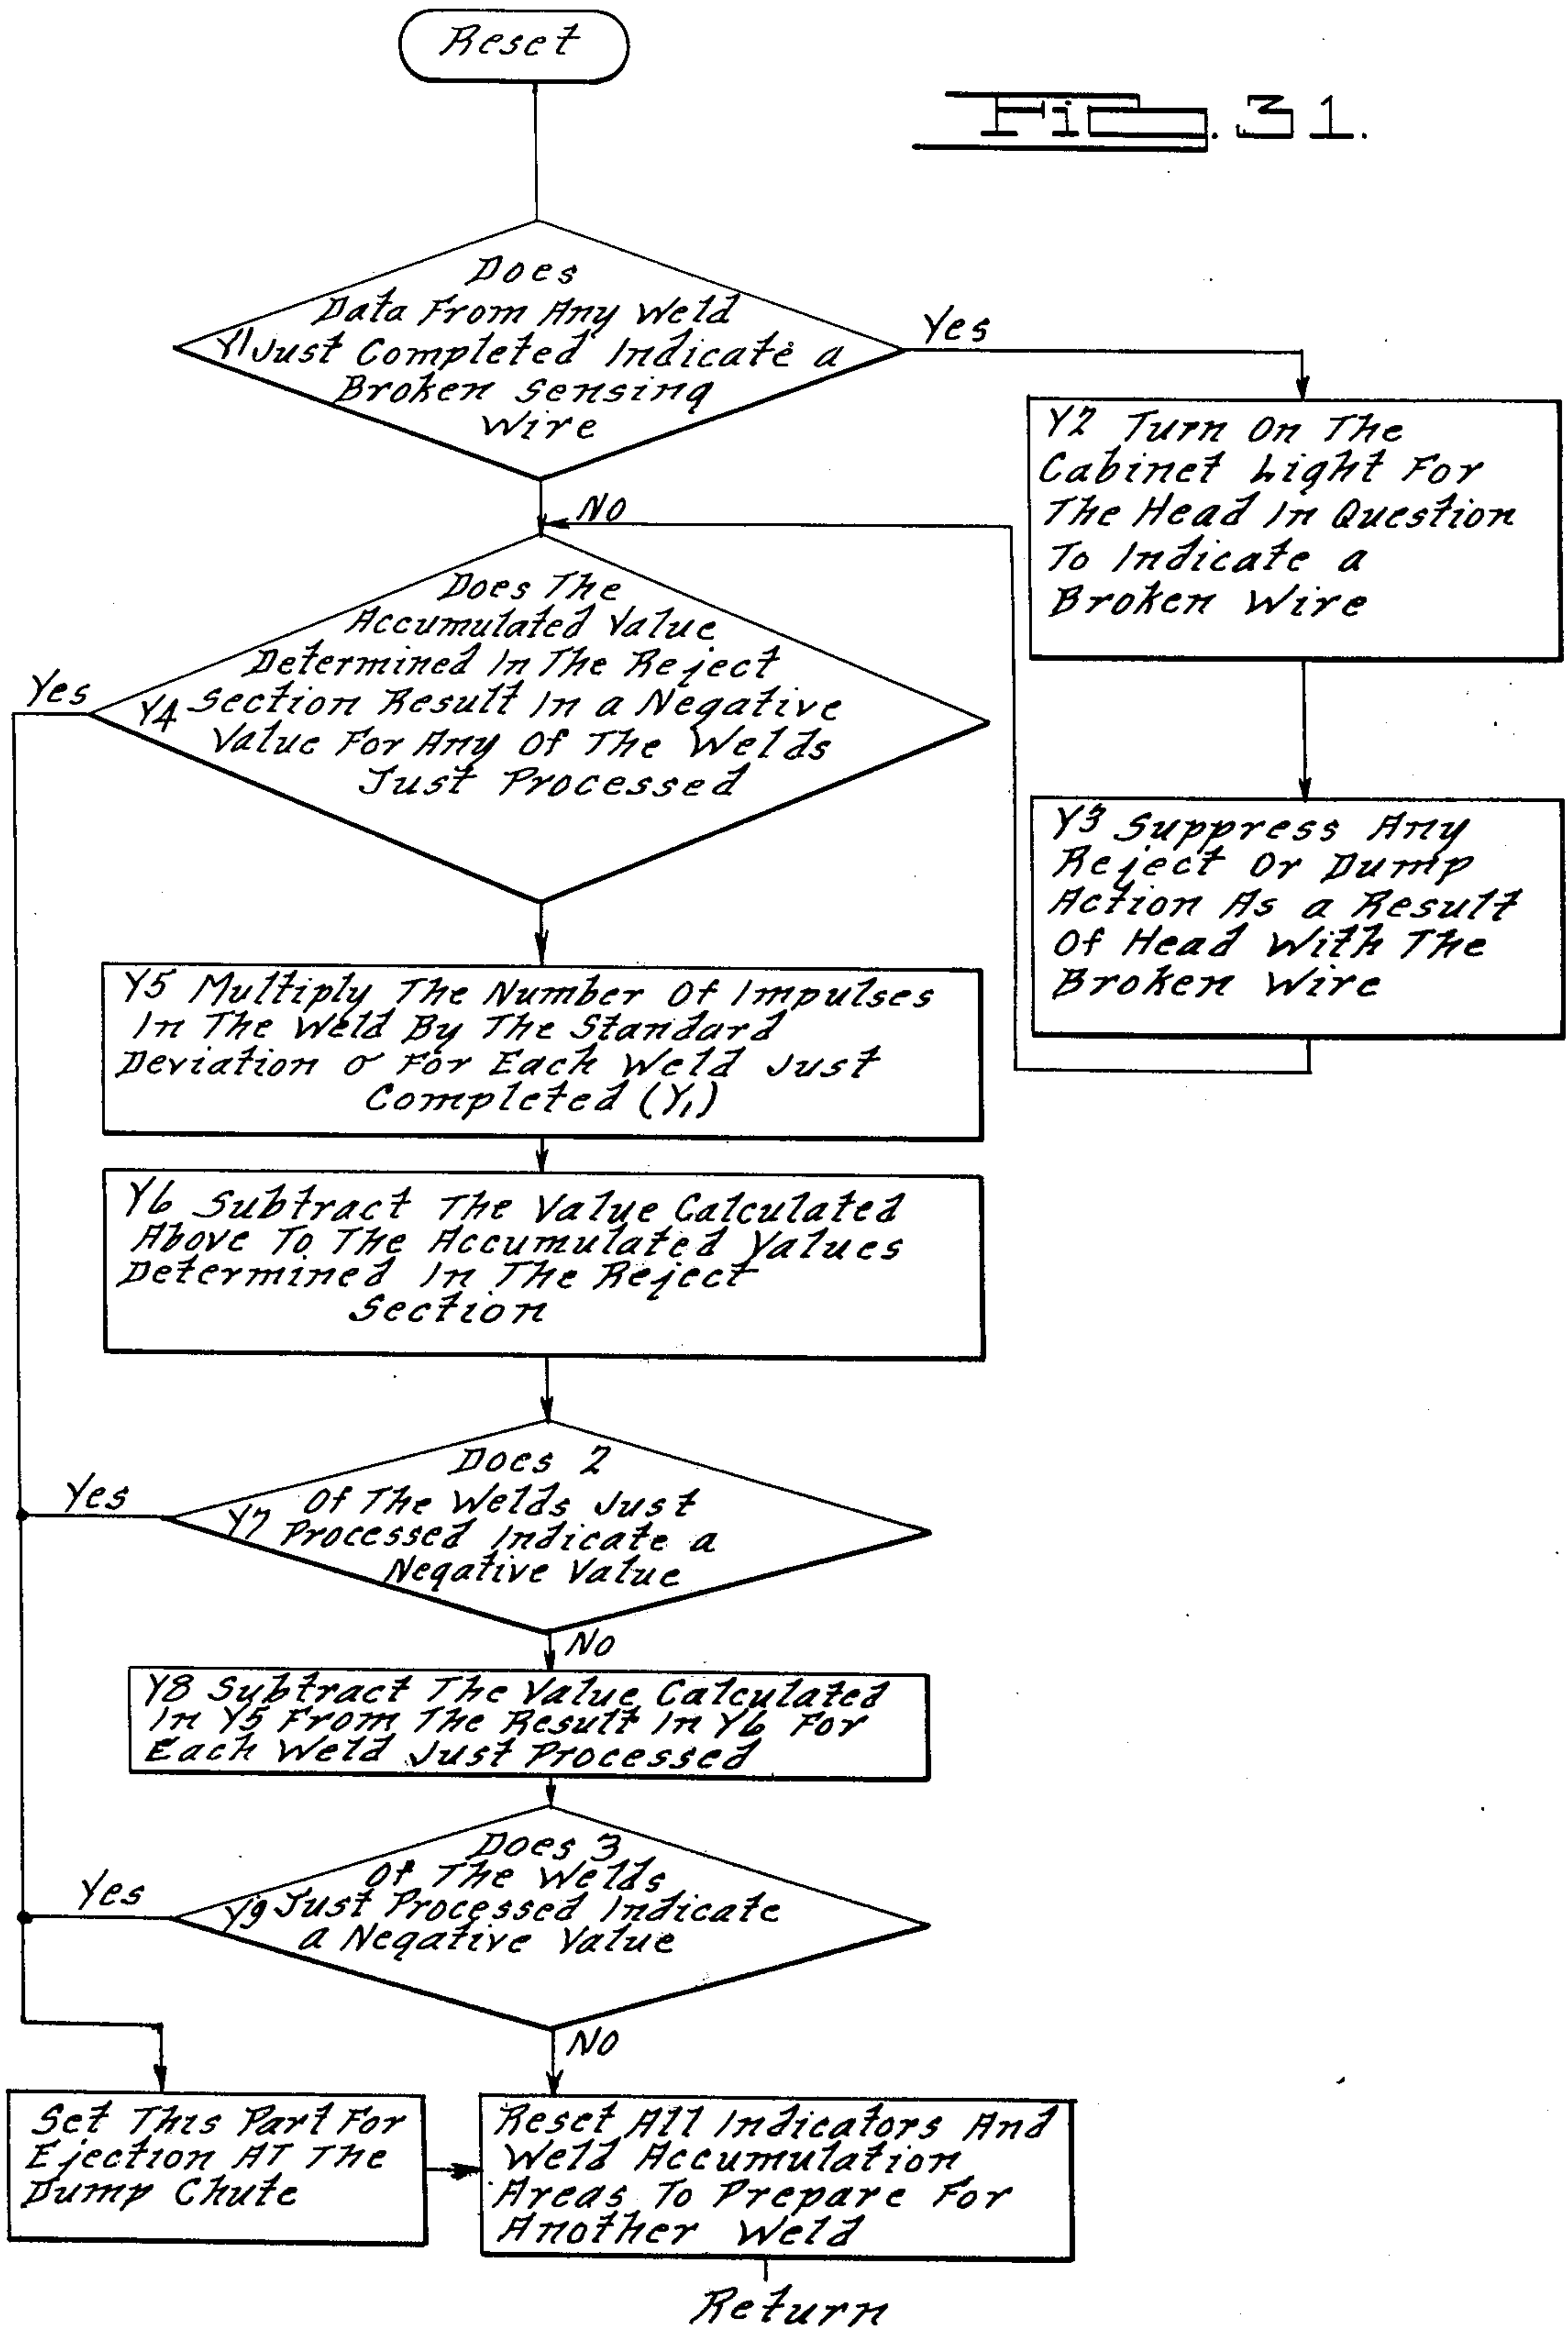 Reset
Fig. 31.
Does
Data From Any Weld
Y1 Just Completed Indicate a
Broken Sensing
Wire
Yes
Y2 Turn On The
Cabinet Light For
The Head In Question
To Indicate a
Broken Wire
No
Does The
Accumulated Value
Determined In The Reject
Yes
Y4 Section Result In a Negative
Value For Any Of The Welds
Just Processed
Y3 Suppress Any
Reject Or Dump
Action As a Result
Of Head With The
Broken Wire
Y5 Multiply The Number Of Impulses
In The Weld By The Standard
Deviation σ For Each Weld Just
Completed (Y1)
Y6 Subtract The Value Calculated
Above To The Accumulated Values
Determined In The Reject
Section
Does 2
Yes
Of The Welds Just
Y7 Processed Indicate a
Negative Value
No
Y8 Subtract The Value Calculated
In Y5 From The Result In Y6 For
Each Weld Just Processed
Does 3
Of The Welds
Yes
Y9 Just Processed Indicate
a Negative Value
No
Set This Part For
Ejection At The
Dump Chute
Reset All Indicators And
Weld Accumulation
Areas To Prepare For
Another Weld
Return